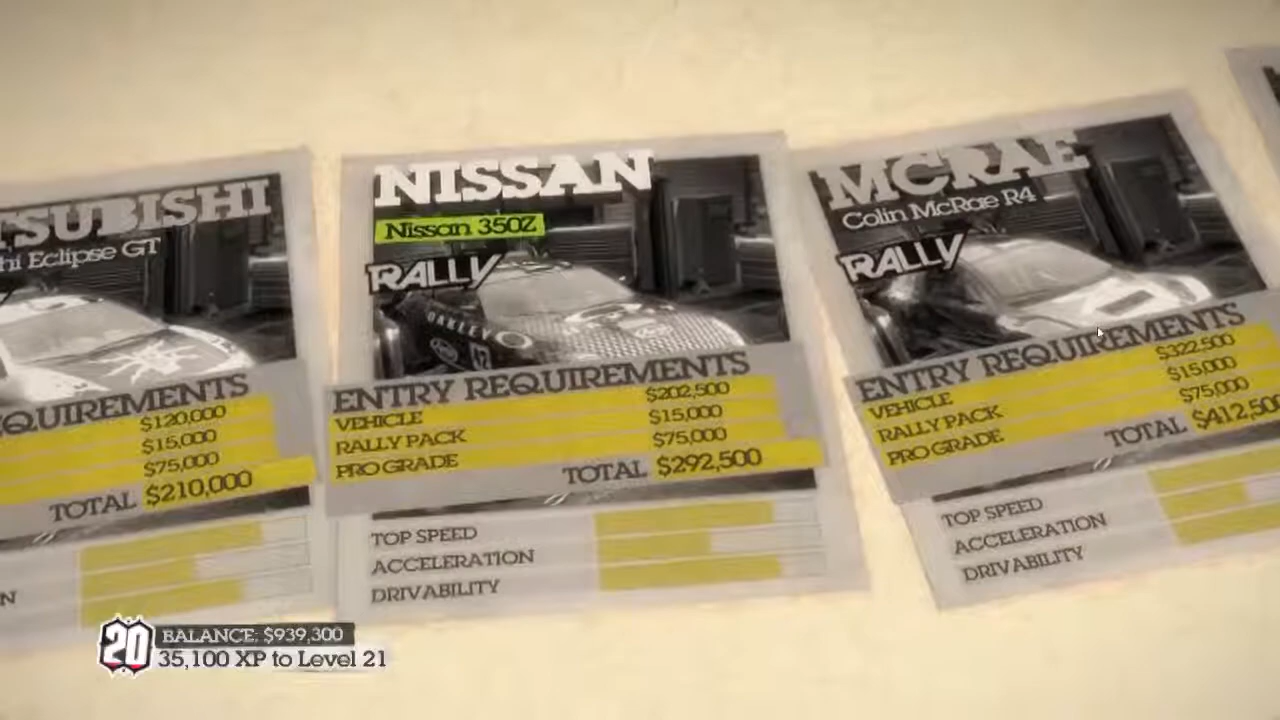 TSUBISHI
hi Eclipse GT
EQUIREMENTS
$120,000
$15,000
$75,000
TOTAL $210,000
N
NISSAN
Nissan 350Z
RALLY
OAKLEY
ENTRY REQUIREMENTS
VEHICLE $202,500
RALLY PACK $15,000
PRO GRADE $75,000
TOTAL $292,500
TOP SPEED
ACCELERATION
DRIVABILITY
MCRAE
Colin McRae R4
RALLY
ENTRY REQUIREMENTS
VEHICLE $322,500
RALLY PACK $15,000
PRO GRADE $75,000
TOTAL $412,500
TOP SPEED
ACCELERATION
DRIVABILITY
20 BALANCE: $939,300
35,100 XP to Level 21